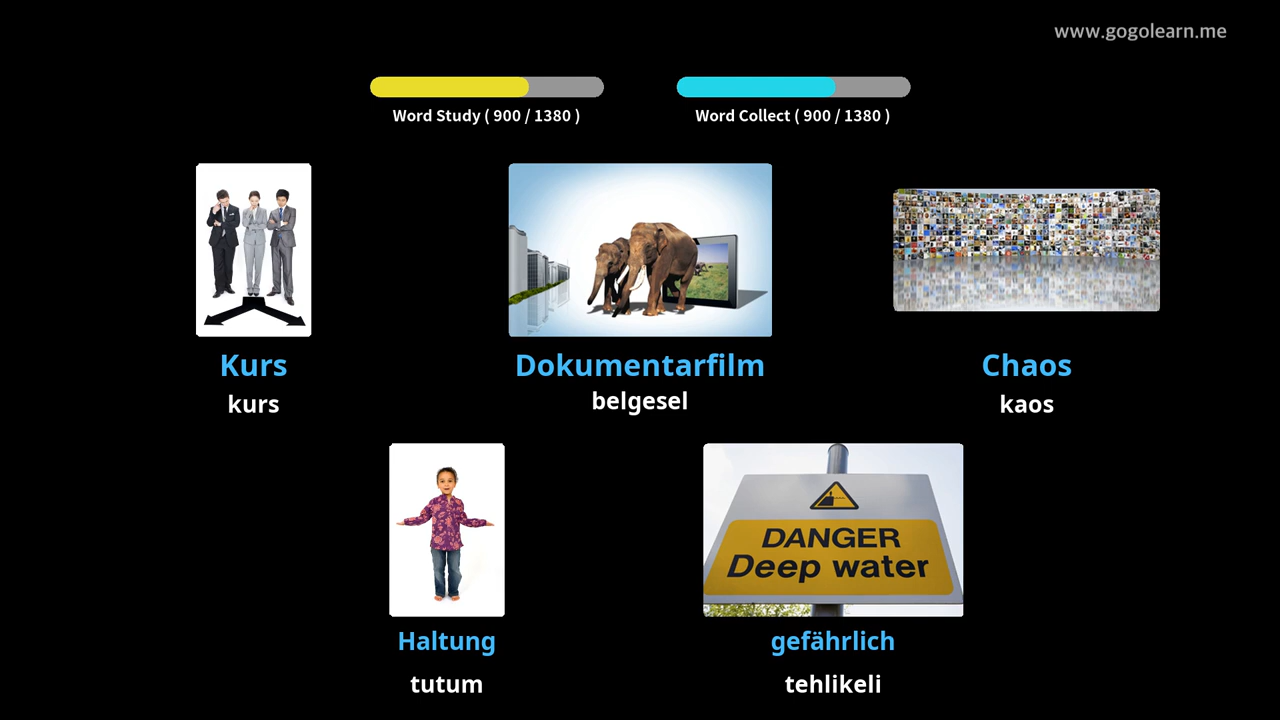 www.gogolearn.me
Word Study ( 900 / 1380 )
Word Collect ( 900 / 1380 )
Kurs
kurs
Dokumentarfilm
belgesel
Chaos
kaos
DANGER
Deep water
Haltung
tutum
gefährlich
tehlikeli